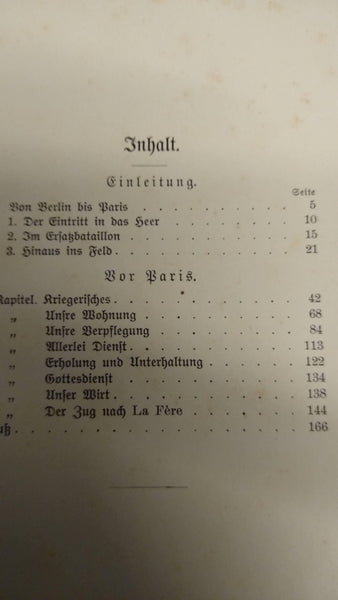 Inhalt.
Einleitung.
Seite
Von Berlin bis Paris . . . . . . . . . 5
1. Der Eintritt in das Heer . . . . . . . 10
2. Im Ersatzbataillon . . . . . . . . . 15
3. Hinaus ins Feld . . . . . . . . . . 21
Vor Paris.
Kapitel. Kriegerisches . . . . . . . . . 42
„ Unsre Wohnung . . . . . . . . 68
„ Unsre Verpflegung . . . . . . . 84
„ Allerlei Dienst . . . . . . . . . 113
„ Erholung und Unterhaltung . . . . . 122
„ Gottesdienst . . . . . . . . . . 134
„ Unser Wirt . . . . . . . . . . 138
„ Der Zug nach La Fère . . . . . . 144
uß . . . . . . . . . . . . . . 166